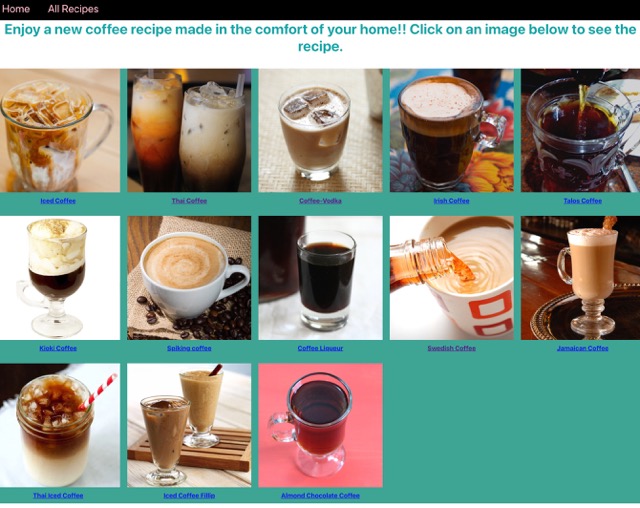 Home All Recipes
Enjoy a new coffee recipe made in the comfort of your home!! Click on an image below to see the
recipe.
Iced Coffee Thai Coffee Coffee-Vodka Irish Coffee Talos Coffee
Kioki Coffee Spiking coffee Coffee Liqueur Swedish Coffee Jamaican Coffee
Thai Iced Coffee Iced Coffee Fillip Almond Chocolate Coffee